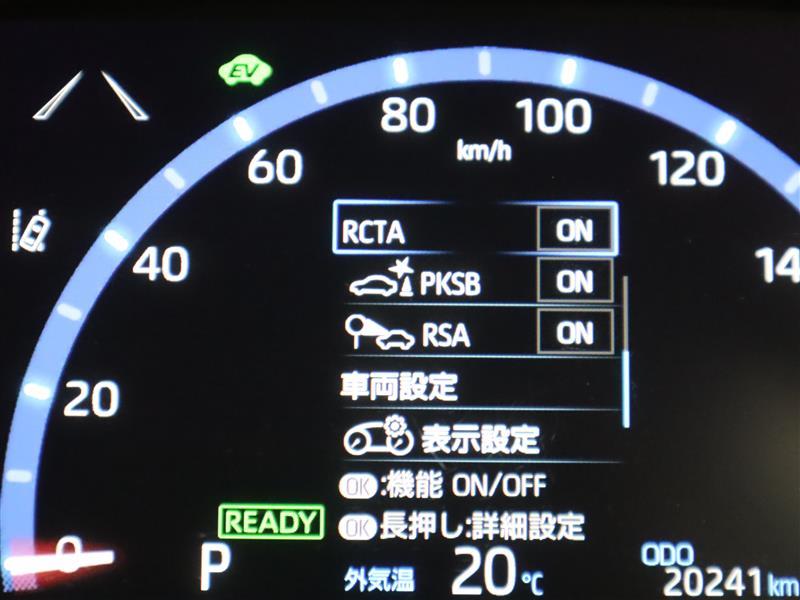 EV
80
100
km/h
60
120
RCTA ON
40
14
PKSB ON
RSA ON
車両設定
20
表示設定
OK:機能 ON/OFF
READY
OK 長押し:詳細設定
0
P
外気温 20℃
ODO
20241km